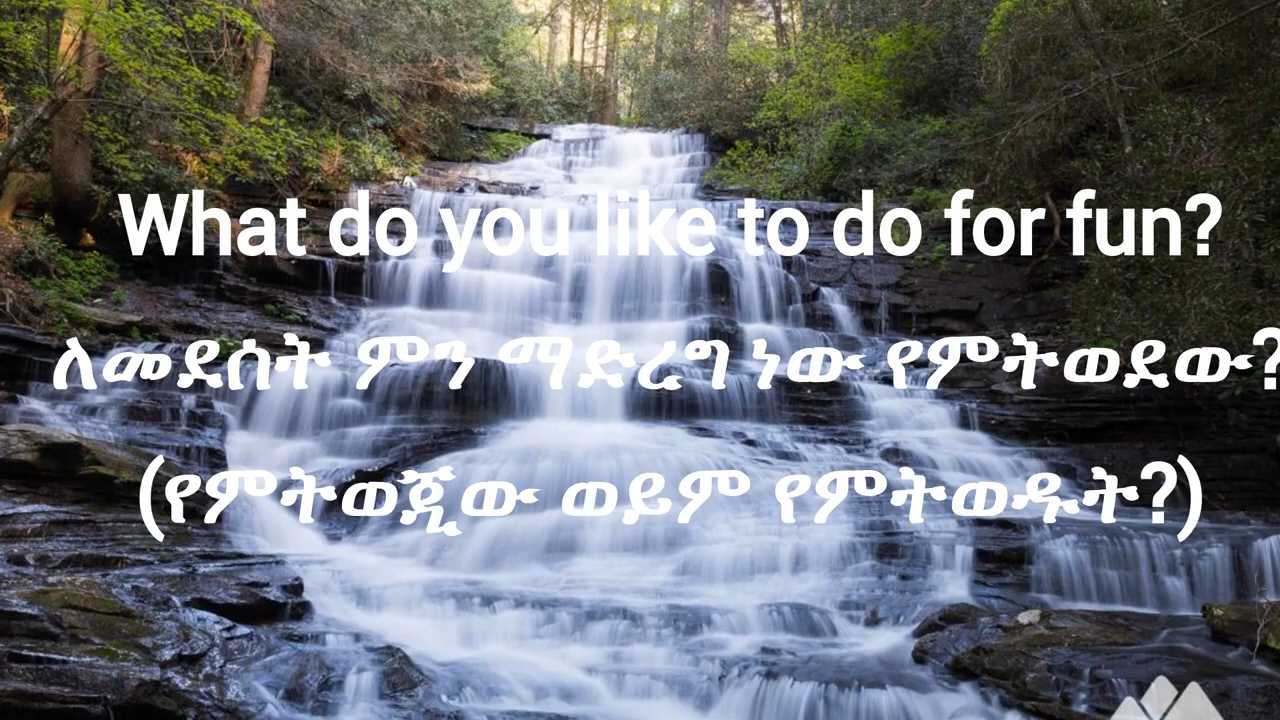 What do you like to do for fun?
ለመደሰት ምን ማድረግ ነው የምትወደው?
(የምትወጂው ወይም የምትወዱት?)